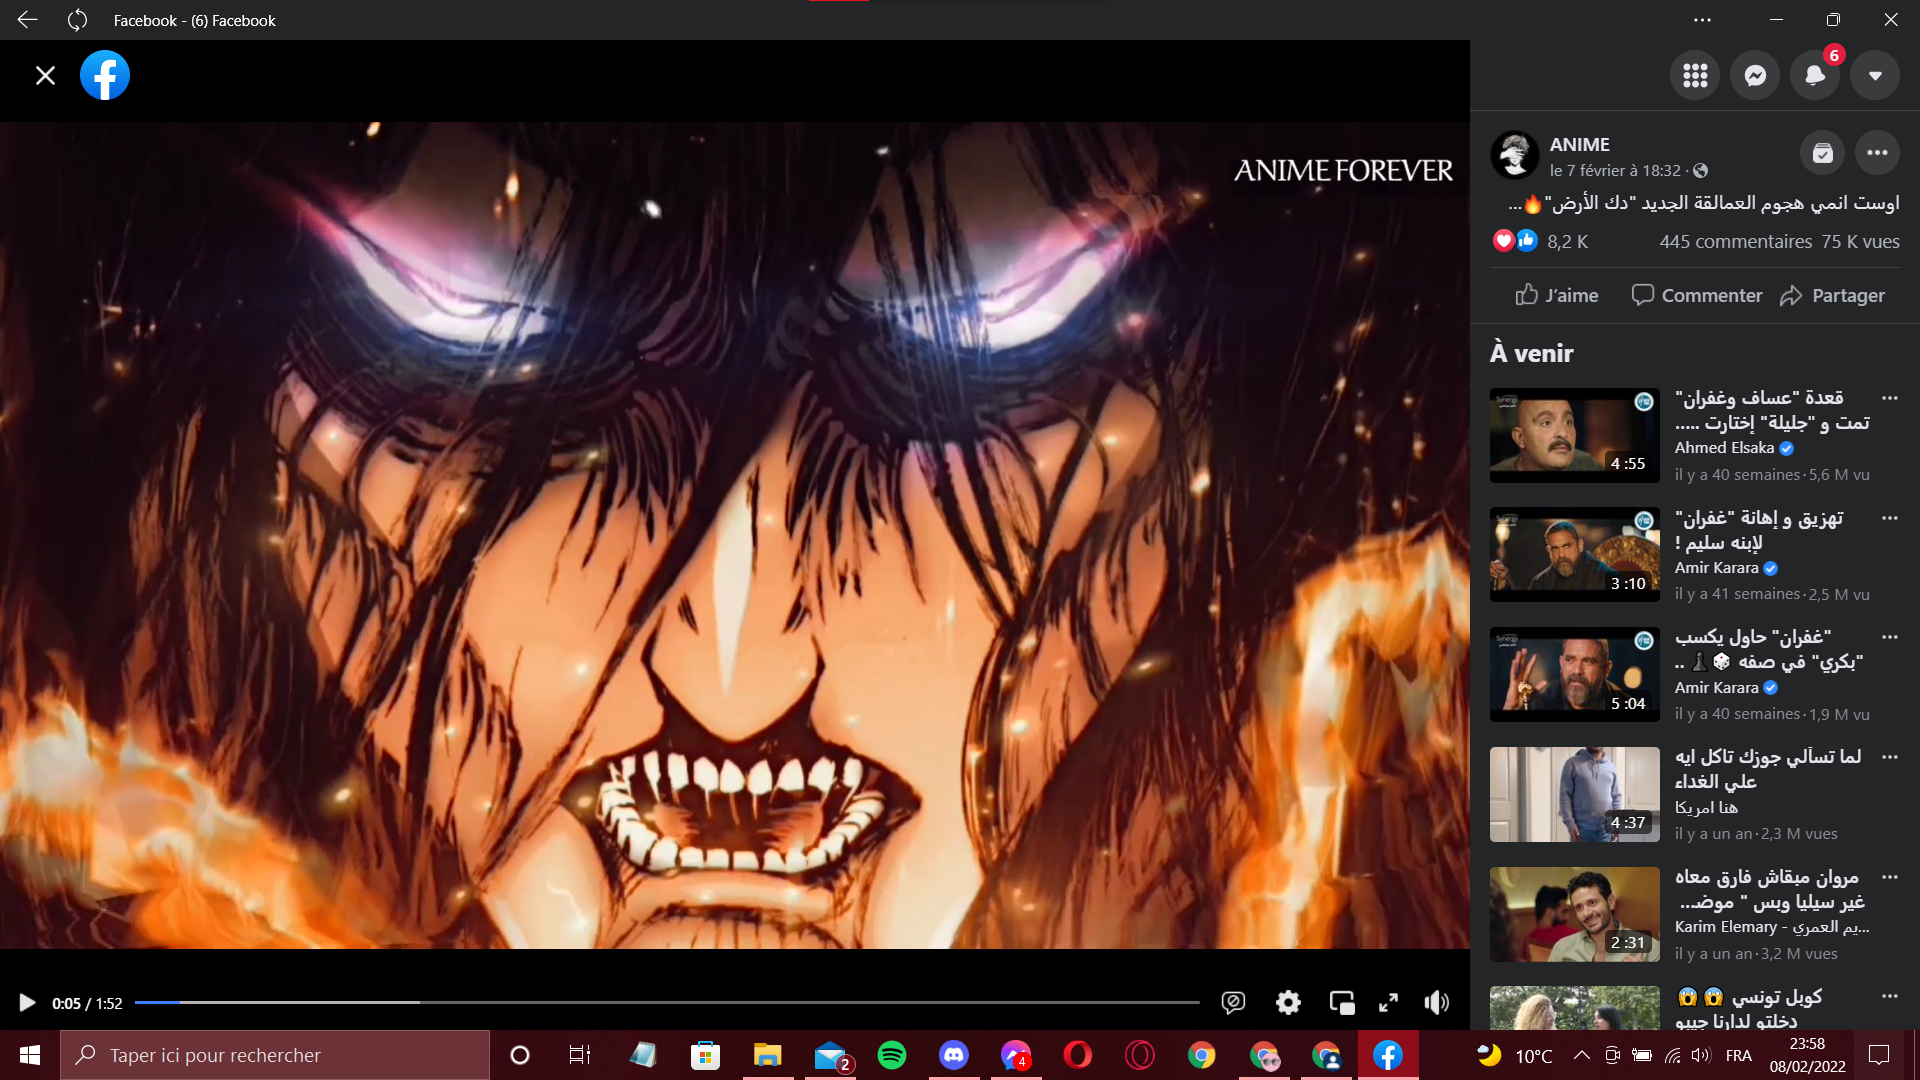 Facebook - (6) Facebook
ANIME FOREVER
6
ANIME
le 7 février à 18:32 ·
اوست انمي هجوم العمالقة الجديد "دك الأرض"🔥...
8,2 K 445 commentaires 75 K vues
J'aime Commenter Partager
À venir
قعدة "عساف وغفران"
تمت و "جليلة" إختارت .....
Ahmed Elsaka
il y a 40 semaines · 5,6 M vu
4 :55
تهزيق و إهانة "غفران"
لإبنه سليم !
Amir Karara
il y a 41 semaines · 2,5 M vu
3 :10
"غفران" حاول يكسب
"بكري" في صفه 🎲♟️ ..
Amir Karara
il y a 40 semaines · 1,9 M vu
5 :04
لما تسألي جوزك تاكل ايه
علي الغداء
هنا امريكا
il y a un an · 2,3 M vues
4 :37
مروان مبقاش فارق معاه
غير سيليا وبس " موضـ...
Karim Elemary - يم العمري...
il y a un an · 3,2 M vues
2 :31
كوبل تونسي 😱😱
دخلتو لدارنا جيبو
0:05 / 1:52
Taper ici pour rechercher
2
4
10°C
FRA
23:58
08/02/2022